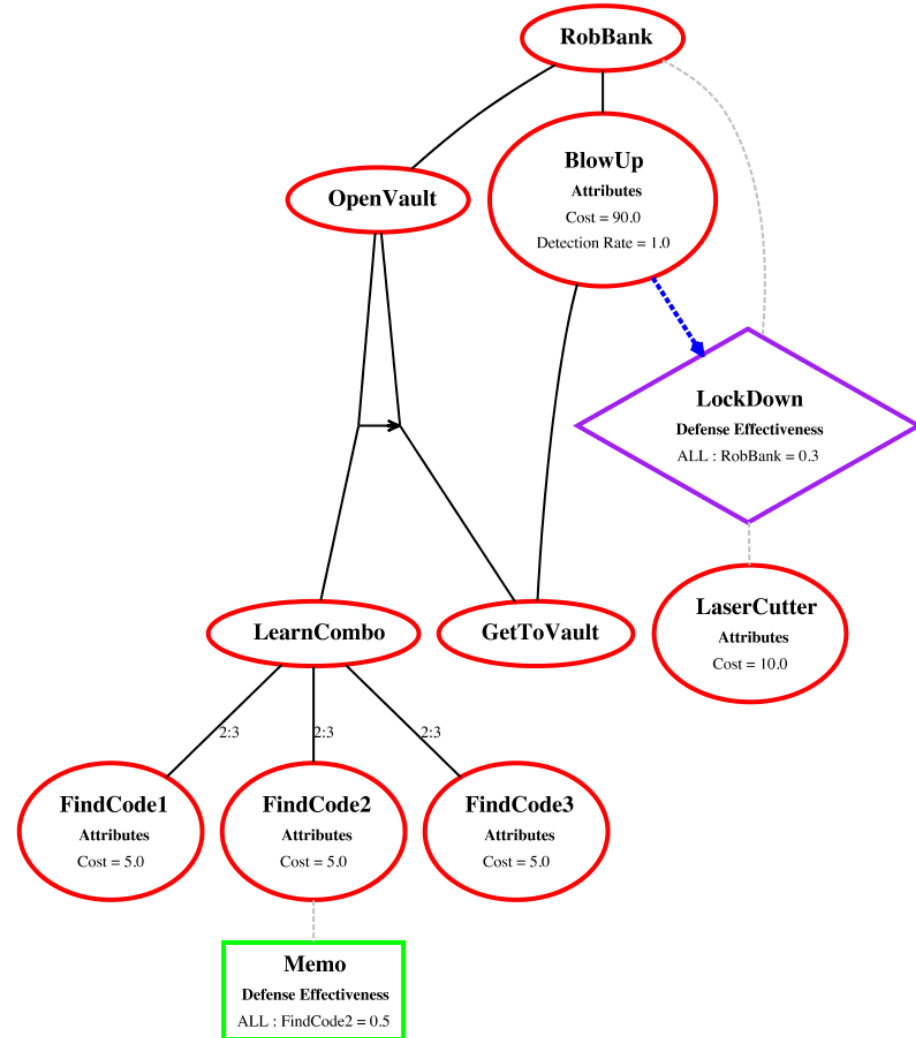 RobBank
BlowUp
Attributes
Cost = 90.0
Detection Rate = 1.0
OpenVault
LockDown
Defense Effectiveness
ALL : RobBank = 0.3
LearnCombo
GetToVault
LaserCutter
Attributes
Cost = 10.0
2:3
2:3
2:3
FindCode1
Attributes
Cost = 5.0
FindCode2
Attributes
Cost = 5.0
FindCode3
Attributes
Cost = 5.0
Memo
Defense Effectiveness
ALL : FindCode2 = 0.5